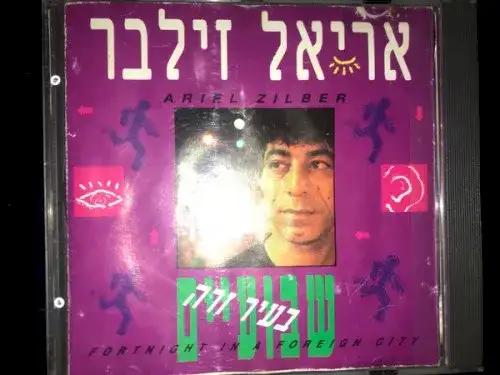 אריאל זילבר
ARIEL ZILBER
שבועיים
בעיר זרה
FORTNIGHT IN A FOREIGN CITY